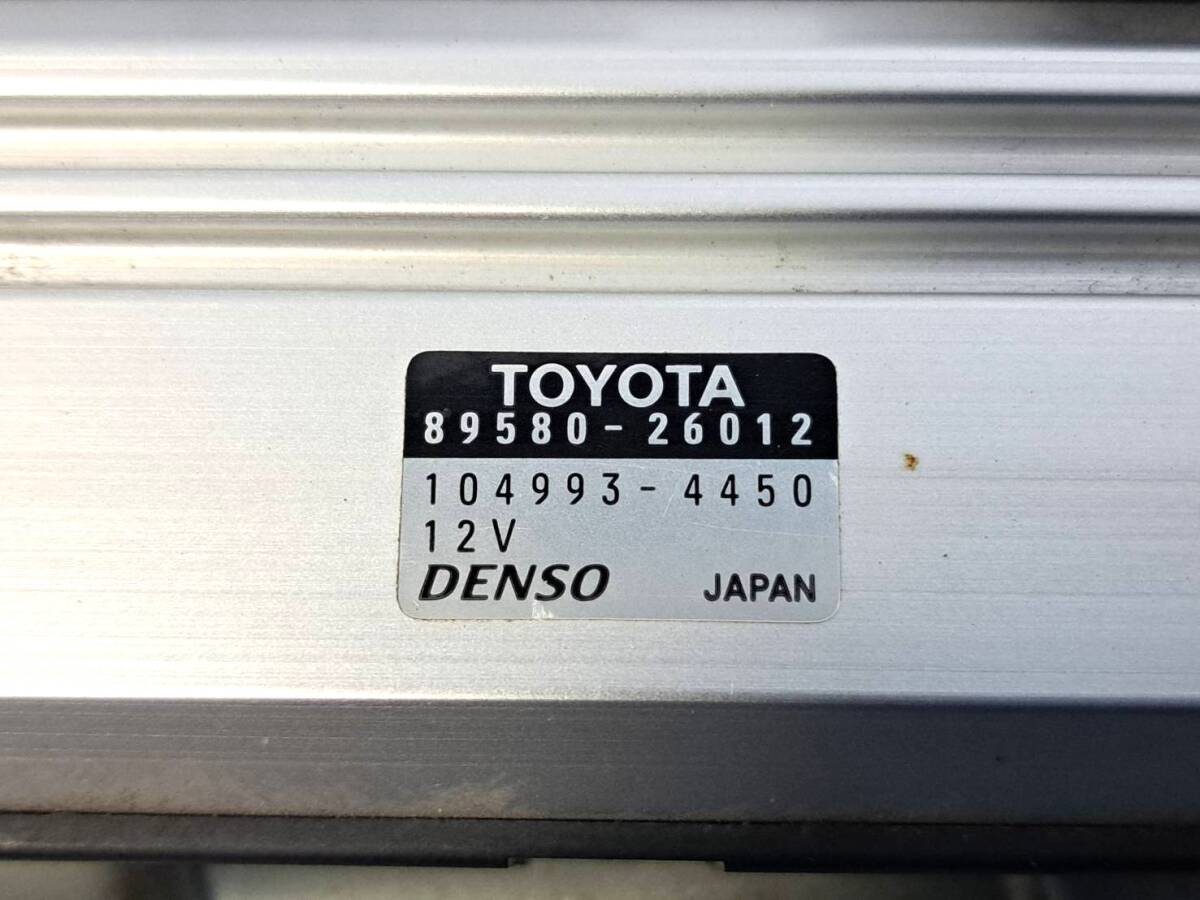 TOYOTA
89580-26012
104993-4450
12V
DENSO JAPAN